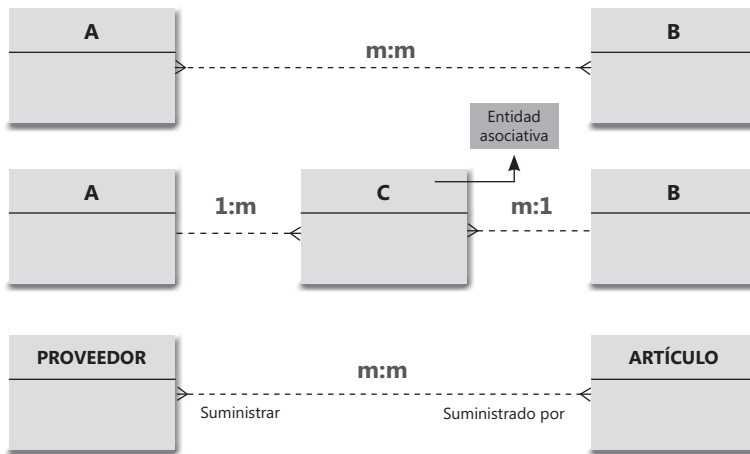 A
m:m
B
Entidad
asociativa
A
1:m
C
m:1
B
PROVEEDOR
m:m
ARTÍCULO
Suministrar
Suministrado por